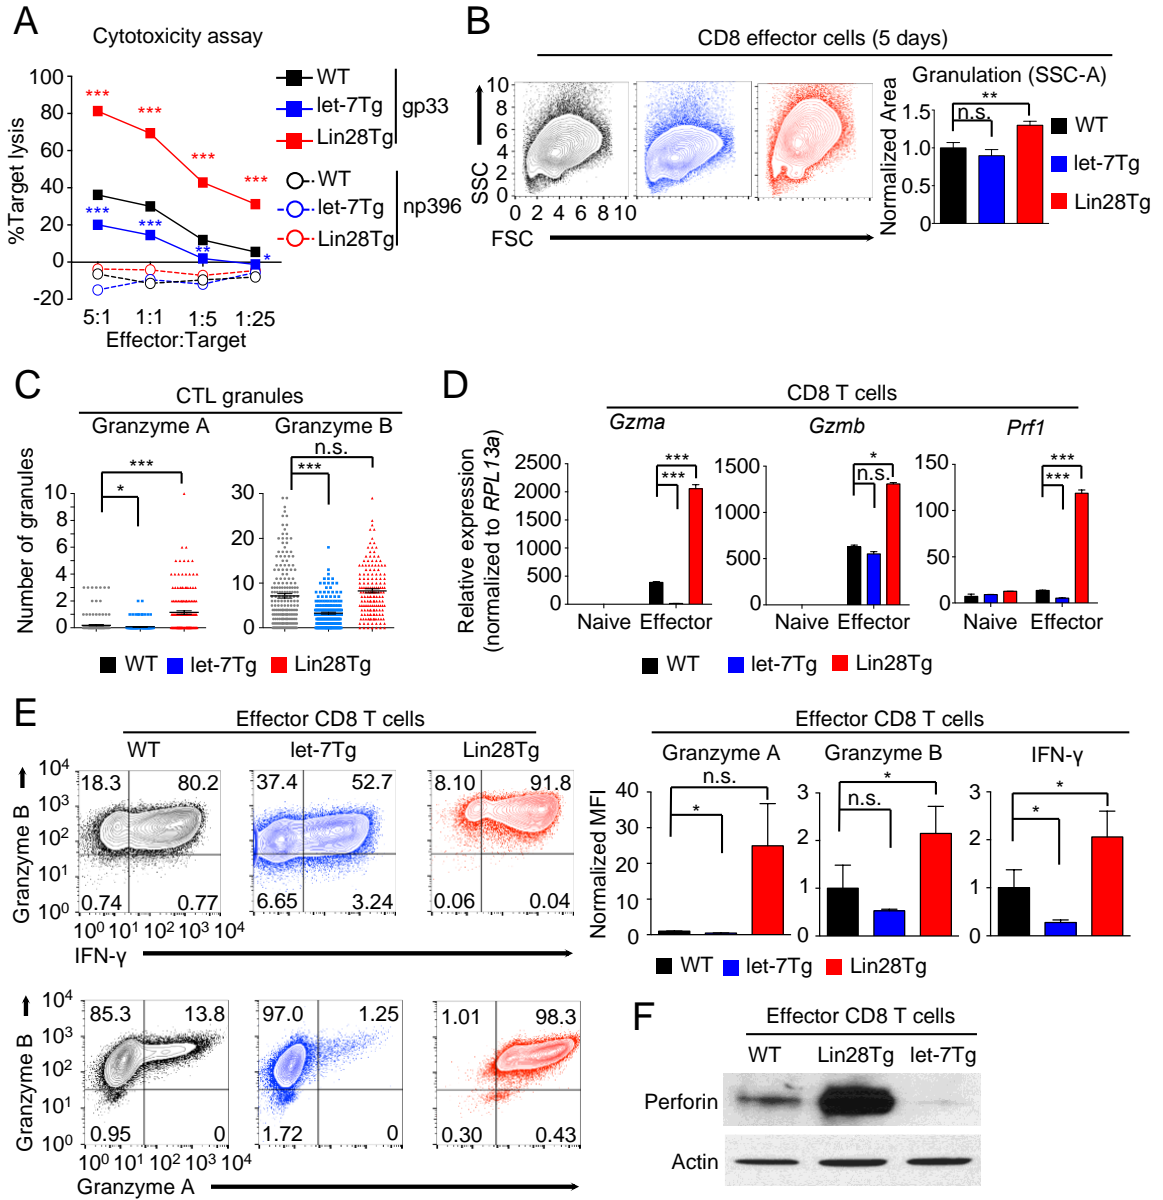 A
Cytotoxicity assay
100
80
60
40
20
0
-20
%Target lysis
***
***
***
***
***
***
**
*
5:1 1:1 1:5 1:25
Effector:Target
WT
let-7Tg
Lin28Tg
gp33
WT
let-7Tg
Lin28Tg
np396
B
CD8 effector cells (5 days)
10
8
6
4
2
0
SSC
0 2 4 6 8 10
FSC
Granulation (SSC-A)
Normalized Area
1.5
1.0
0.5
0
**
n.s.
WT
let-7Tg
Lin28Tg
C
CTL granules
Granzyme A
Granzyme B
Number of granules
10
8
6
4
2
0
***
*
30
20
10
0
n.s.
***
WT let-7Tg Lin28Tg
D
CD8 T cells
Gzma
Gzmb
Prf1
Relative expression
(normalized to RPL13a)
2500
2000
1500
1000
500
0
***
***
Naive Effector
1500
1000
500
0
*
n.s.
Naive Effector
150
100
50
0
***
***
Naive Effector
WT let-7Tg Lin28Tg
E
Effector CD8 T cells
WT let-7Tg Lin28Tg
Granzyme B
10⁴
10³
10²
10¹
10⁰
18.3 80.2
0.74 0.77
37.4 52.7
6.65 3.24
8.10 91.8
0.06 0.04
10⁰ 10¹ 10² 10³ 10⁴
IFN-γ
Granzyme B
10⁴
10³
10²
10¹
10⁰
85.3 13.8
0.95 0
97.0 1.25
1.72 0
1.01 98.3
0.30 0.43
10⁰ 10¹ 10² 10³ 10⁴
Granzyme A
Effector CD8 T cells
Granzyme A
Granzyme B
IFN-γ
Normalized MFI
40
30
20
10
0
n.s.
*
3
2
1
0
*
n.s.
3
2
1
0
*
*
WT let-7Tg Lin28Tg
F
Effector CD8 T cells
WT Lin28Tg let-7Tg
Perforin
Actin